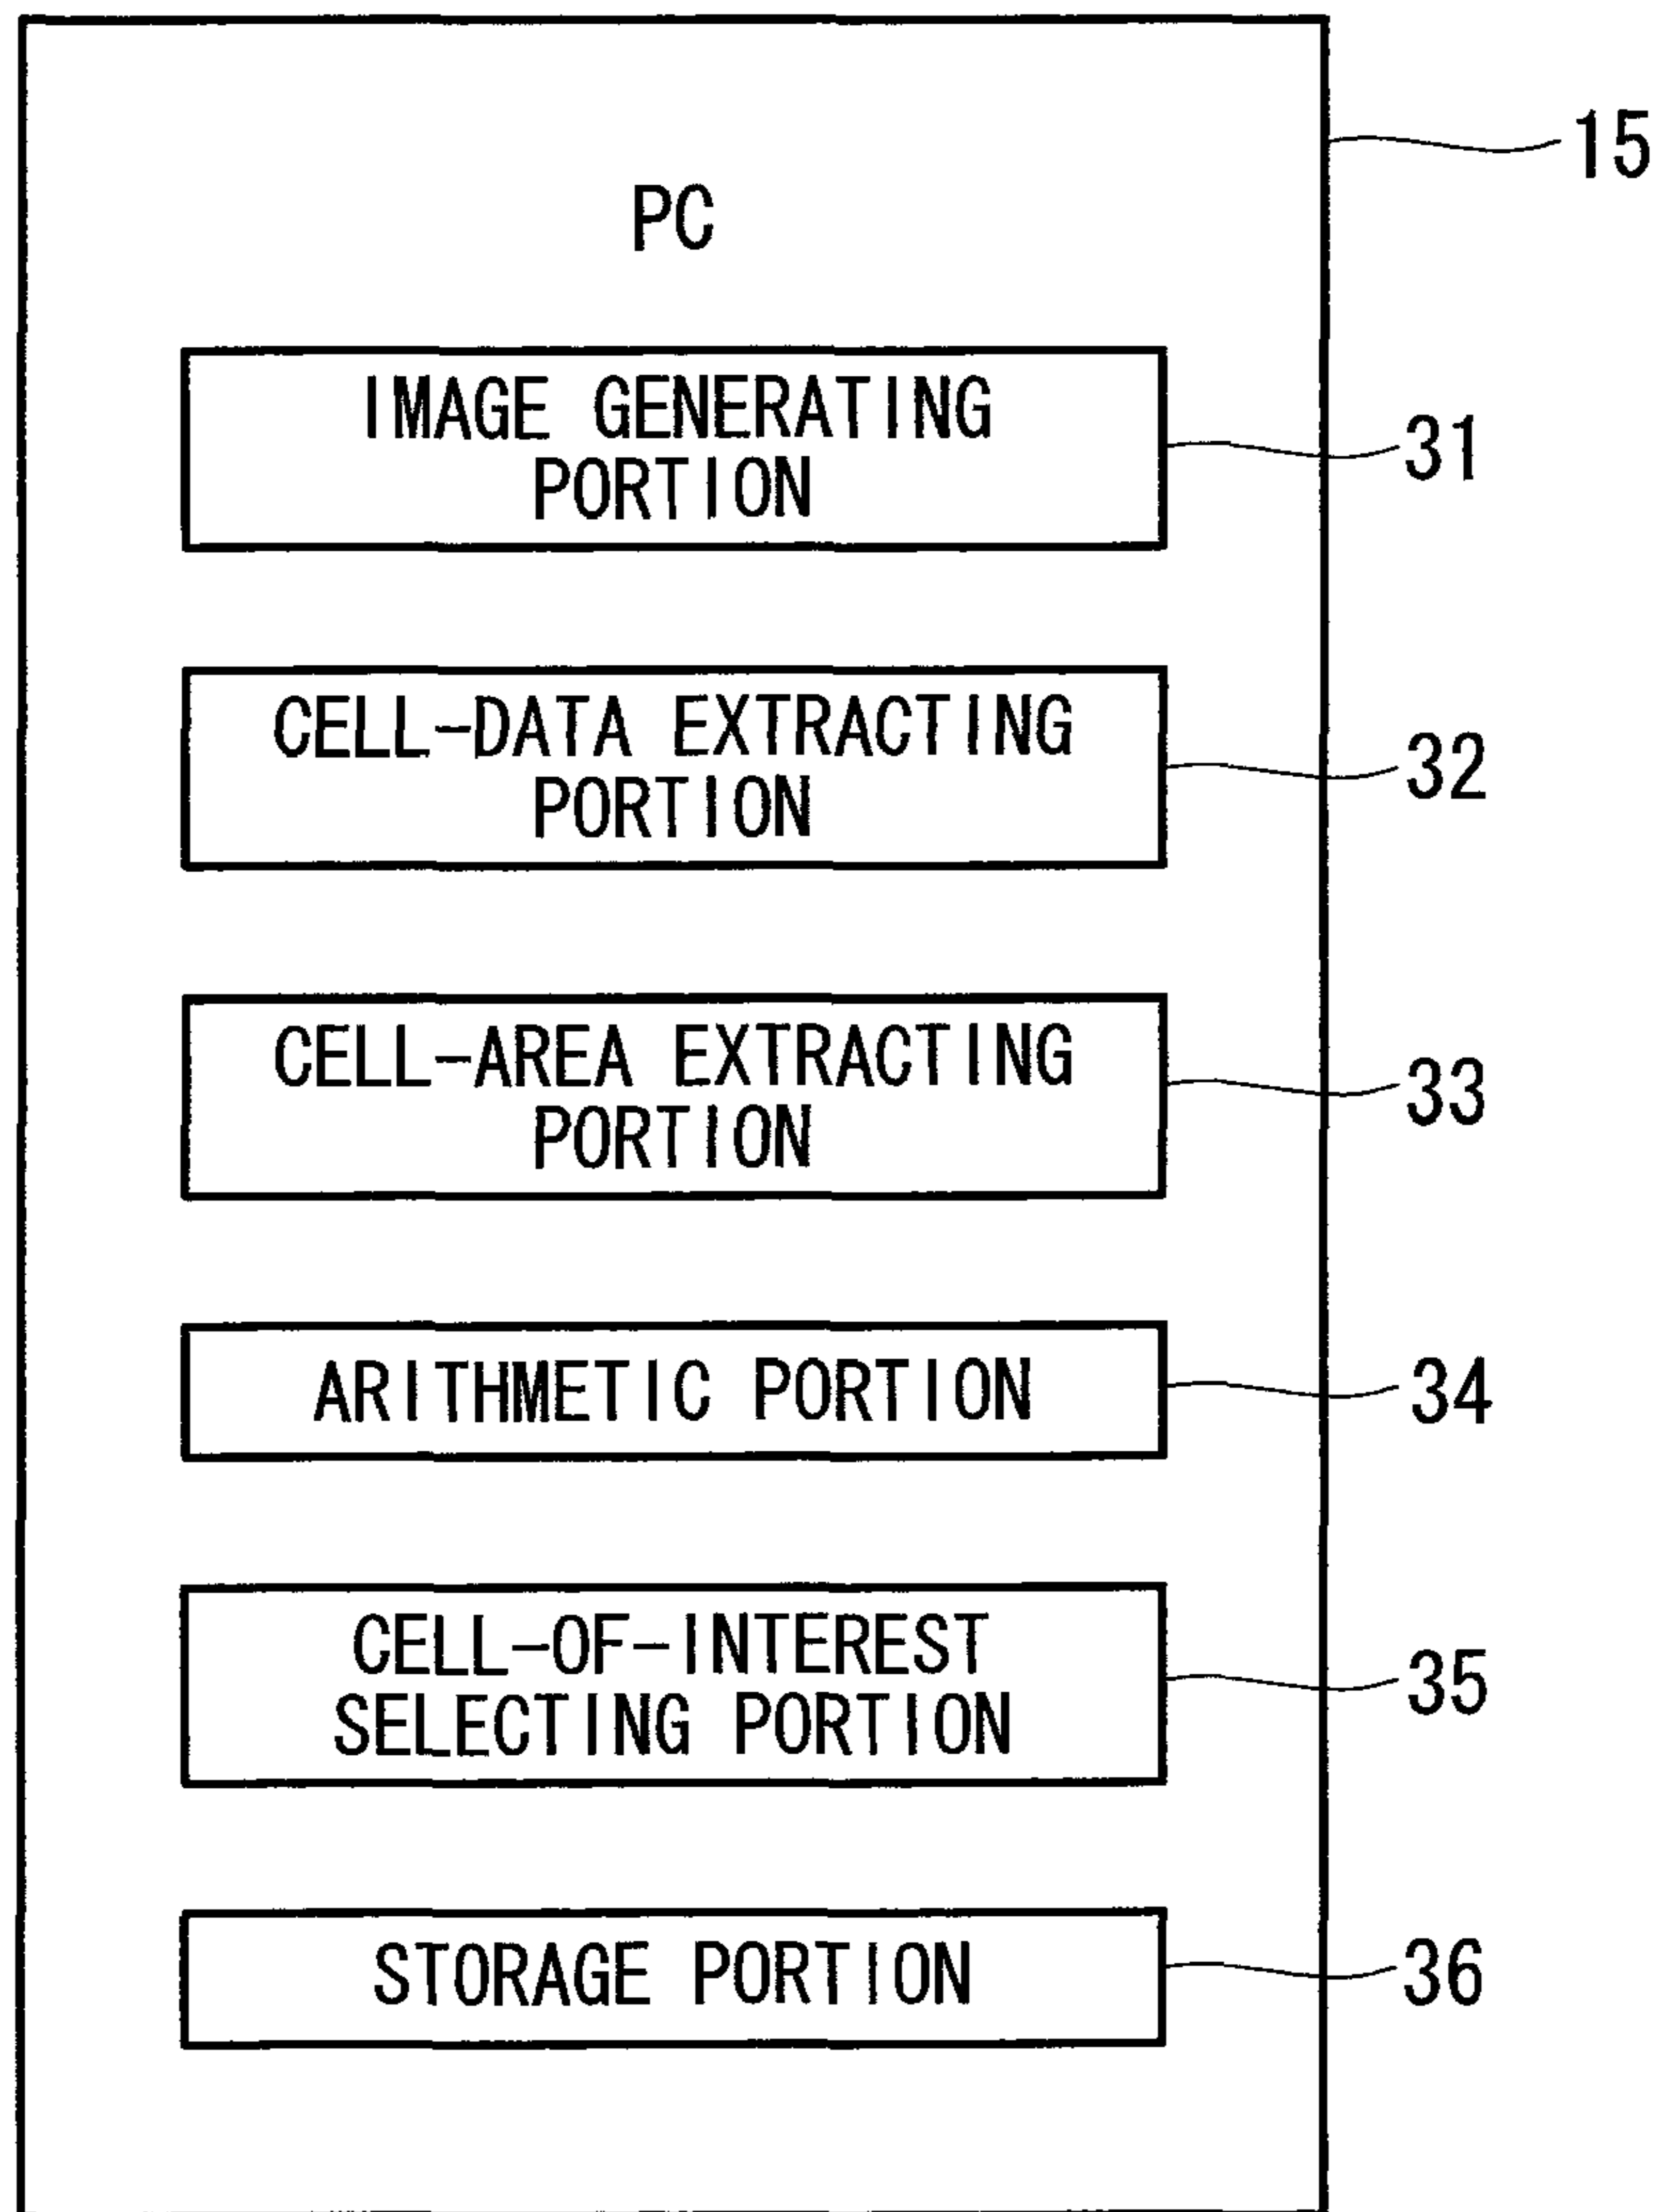 15
PC
IMAGE GENERATING
PORTION
31
CELL-DATA EXTRACTING
PORTION
32
CELL-AREA EXTRACTING
PORTION
33
ARITHMETIC PORTION
34
CELL-OF-INTEREST
SELECTING PORTION
35
STORAGE PORTION
36